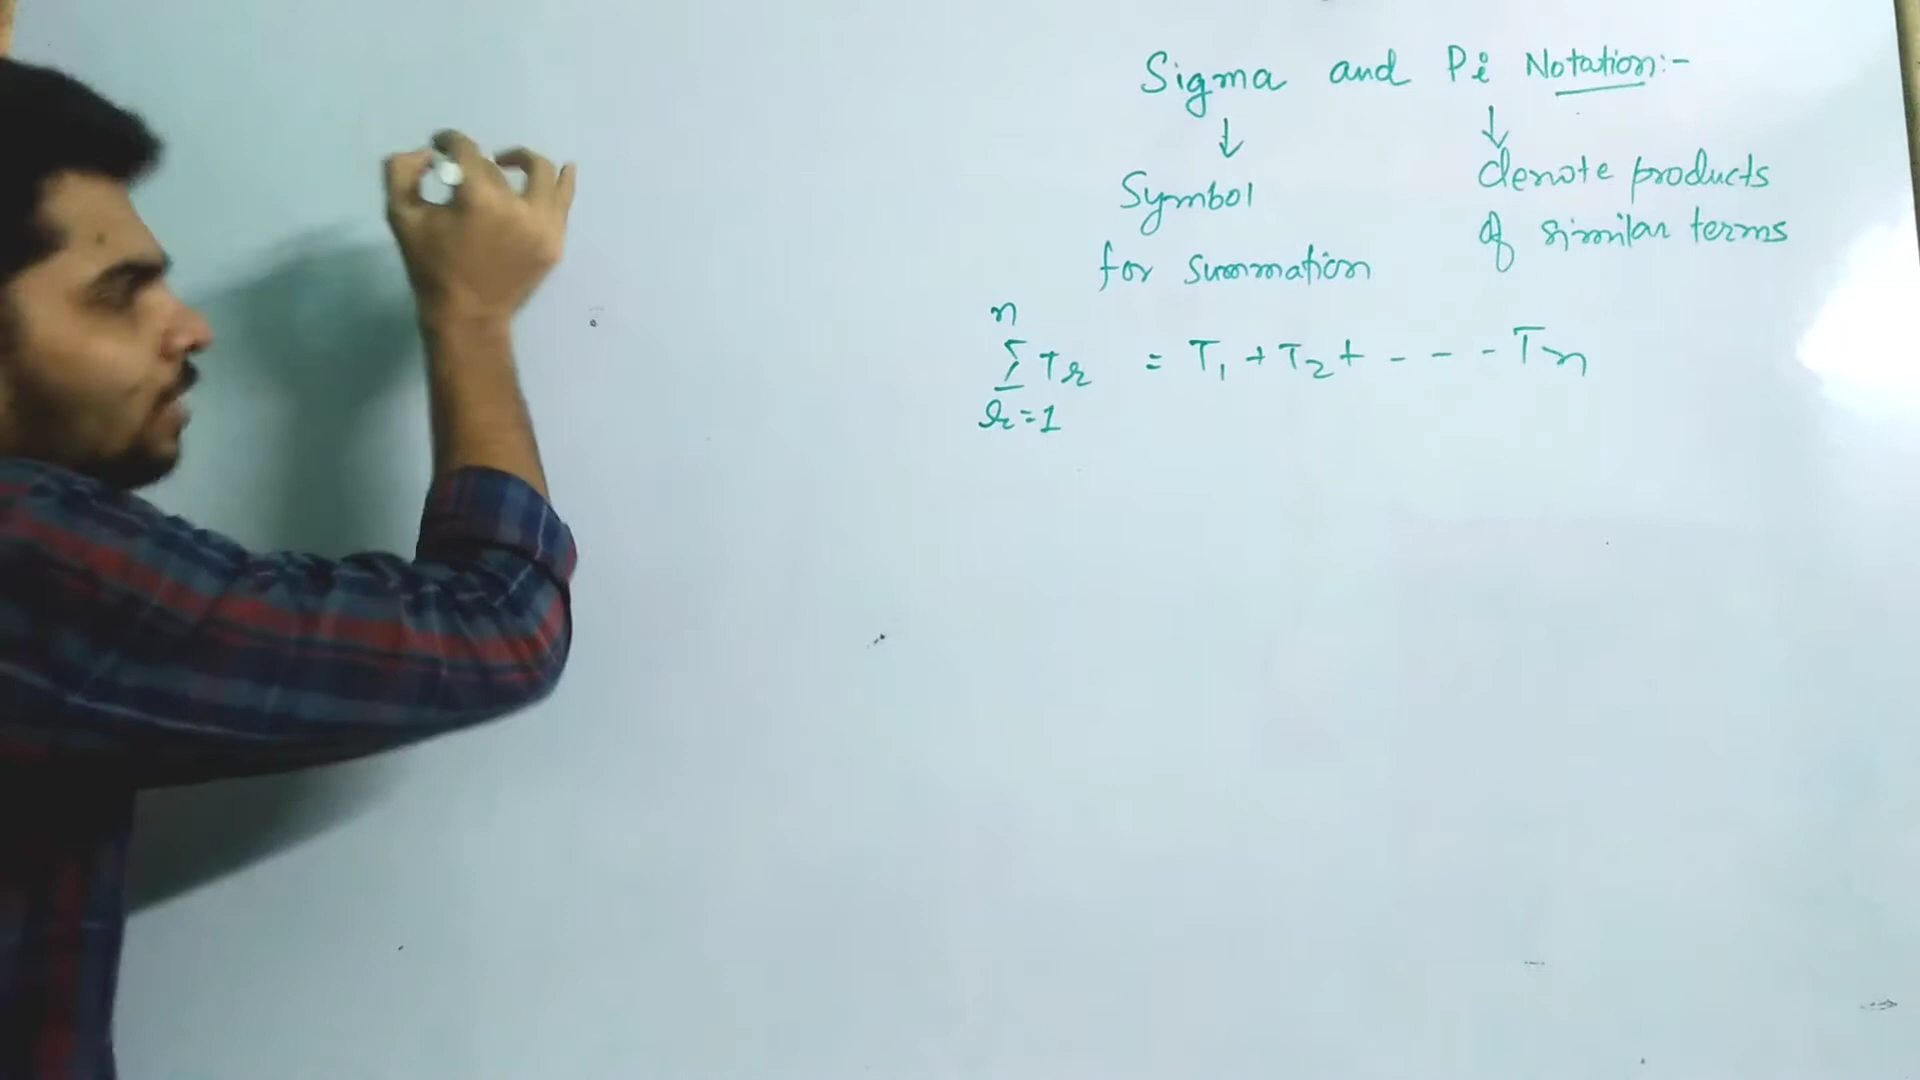 Sigma and Pi Notation:-
↓ ↓
Symbol denote products
for summation of similar terms
n
∑ Tr = T₁ + T₂ + - - - Tn
r=1